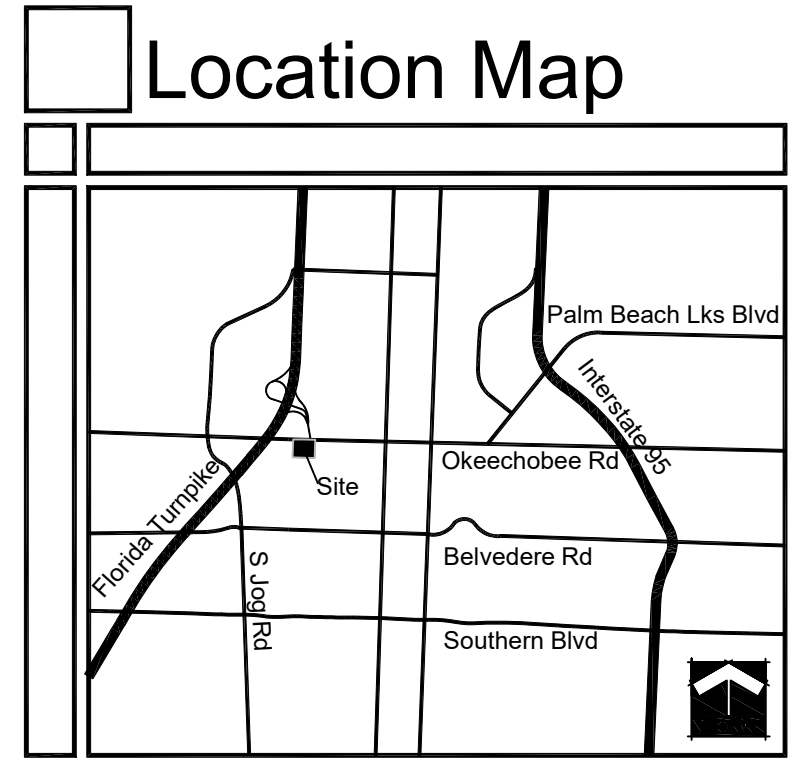 Location Map
Palm Beach Lks Blvd
Interstate 95
Okeechobee Rd
Site
Florida Turnpike
Belvedere Rd
S Jog Rd
Southern Blvd